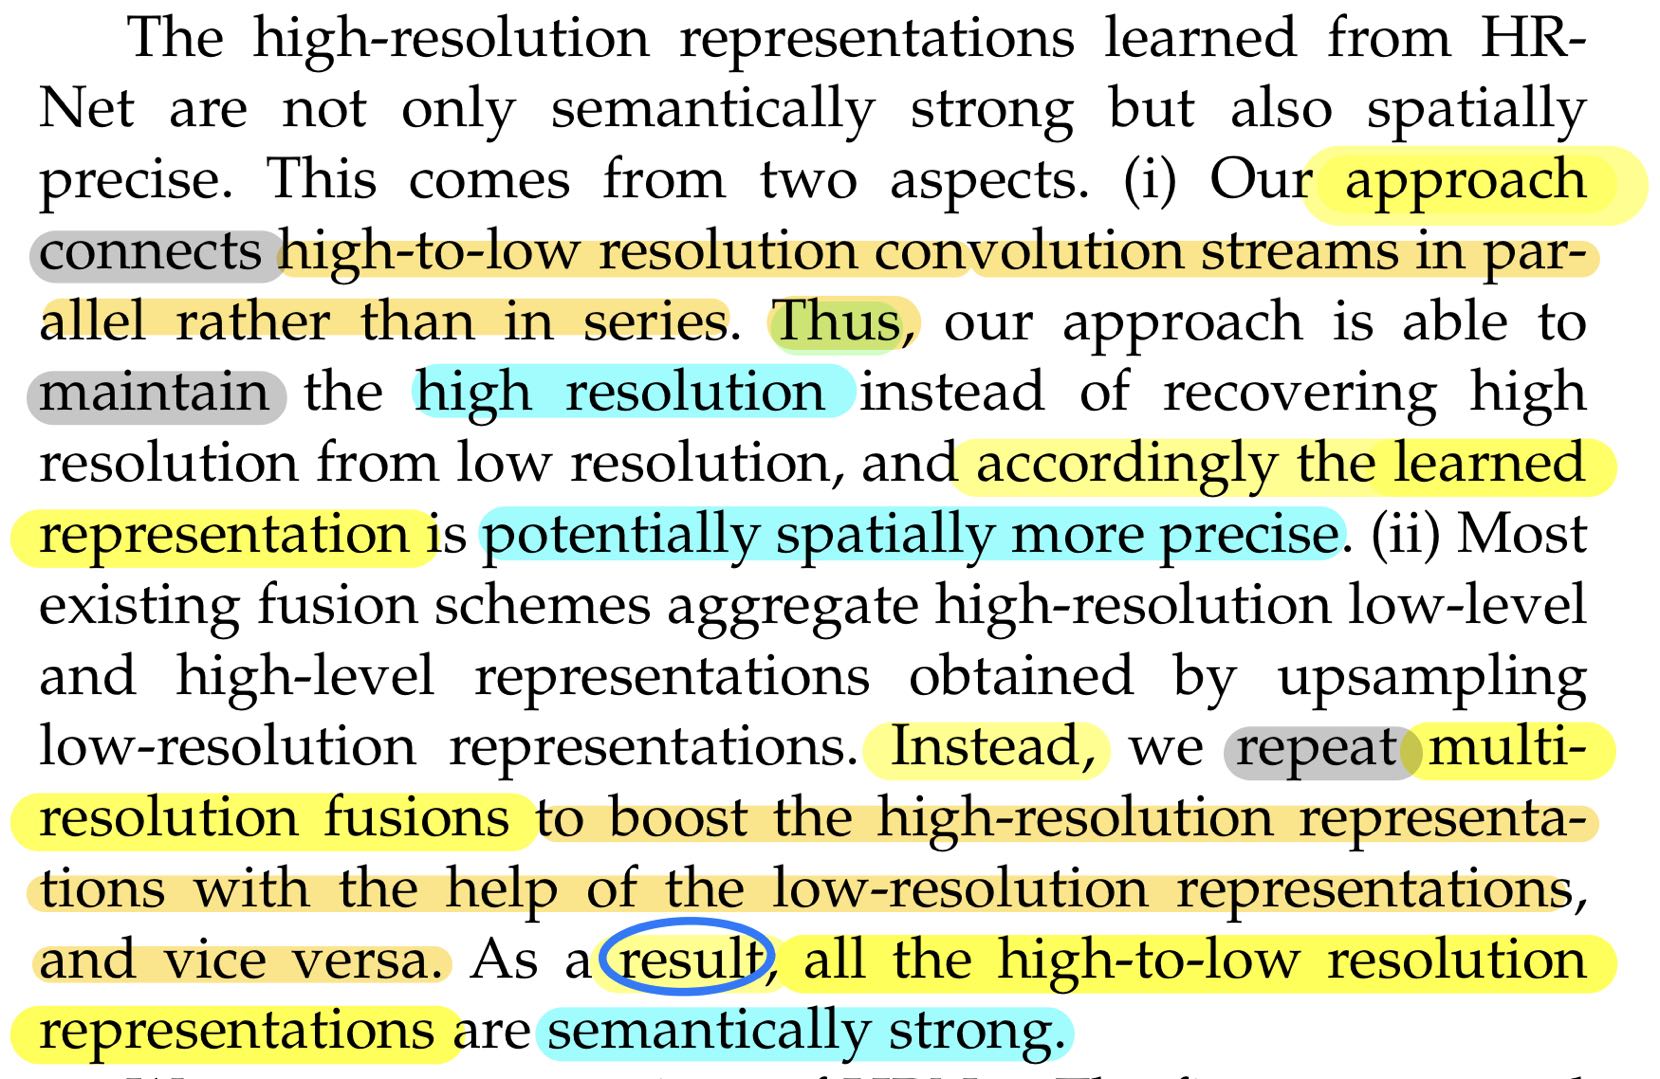 The high-resolution representations learned from HR-
Net are not only semantically strong but also spatially
precise. This comes from two aspects. (i) Our approach
connects high-to-low resolution convolution streams in par-
allel rather than in series. Thus, our approach is able to
maintain the high resolution instead of recovering high
resolution from low resolution, and accordingly the learned
representation is potentially spatially more precise. (ii) Most
existing fusion schemes aggregate high-resolution low-level
and high-level representations obtained by upsampling
low-resolution representations. Instead, we repeat multi-
resolution fusions to boost the high-resolution representa-
tions with the help of the low-resolution representations,
and vice versa. As a result, all the high-to-low resolution
representations are semantically strong.